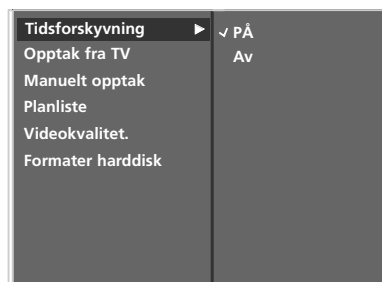 Tidsforskyvning ► ✓ PÅ
Opptak fra TV Av
Manuelt opptak
Planliste
Videokvalitet.
Formater harddisk